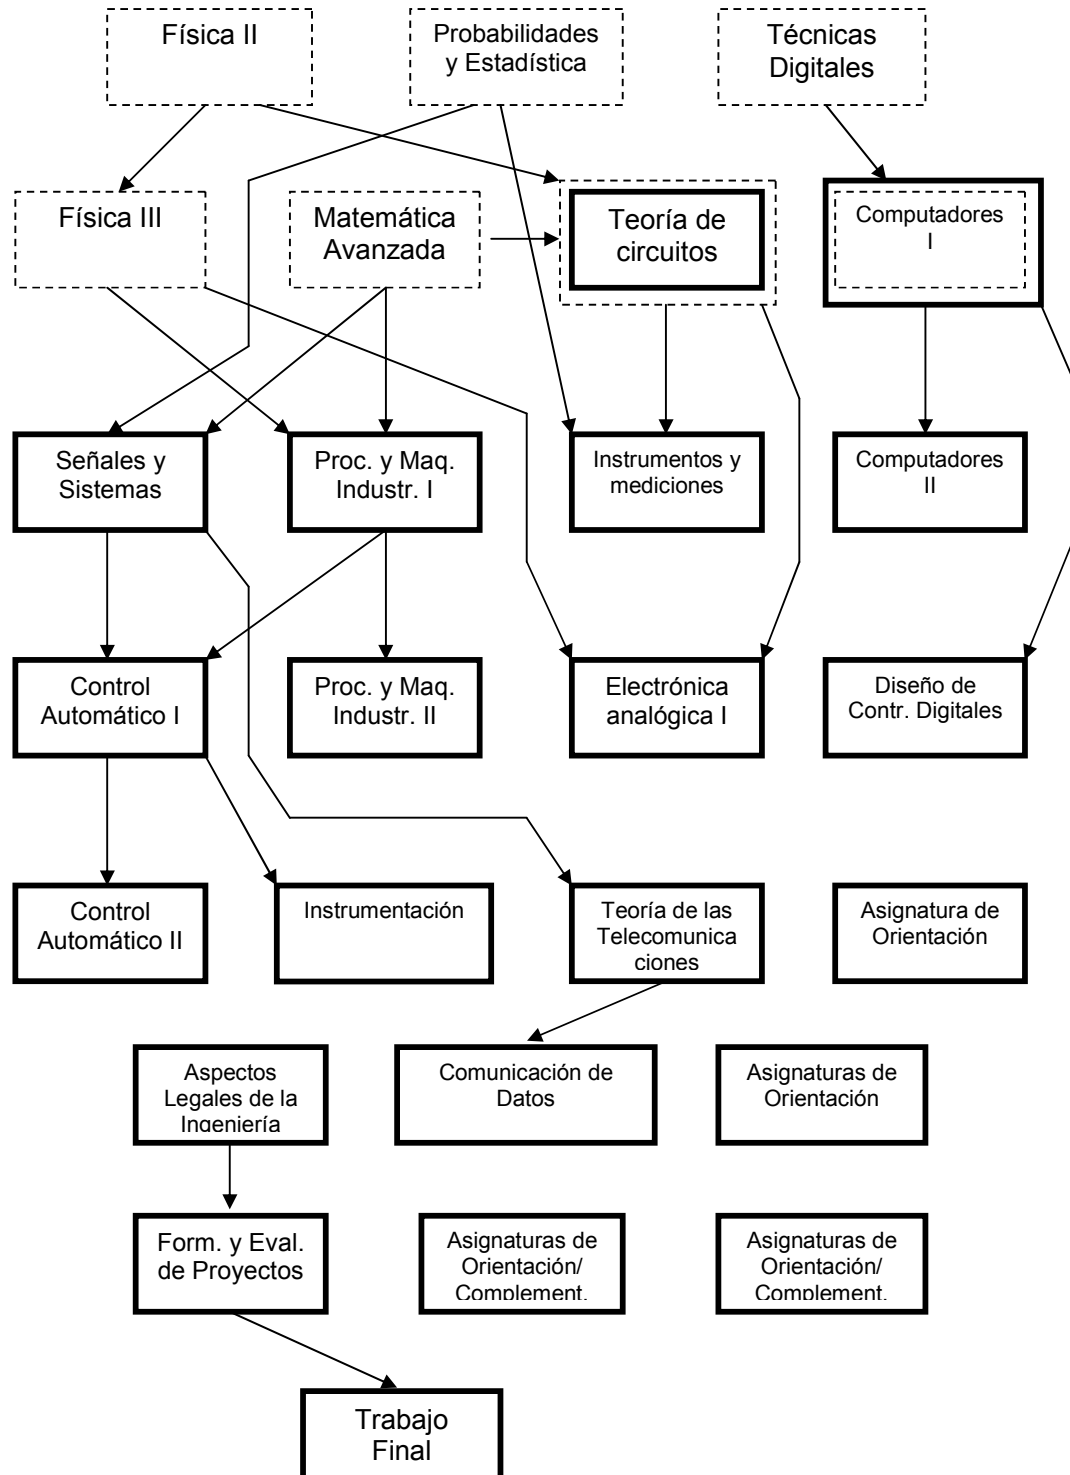 Física II
Probabilidades
y Estadística
Técnicas
Digitales
Física III
Matemática
Avanzada
Teoría de
circuitos
Computadores
I
Señales y
Sistemas
Proc. y Maq.
Industr. I
Instrumentos y
mediciones
Computadores
II
Control
Automático I
Proc. y Maq.
Industr. II
Electrónica
analógica I
Diseño de
Contr. Digitales
Control
Automático II
Instrumentación
Teoría de las
Telecomunica
ciones
Asignatura de
Orientación
Aspectos
Legales de la
Ingeniería
Comunicación de
Datos
Asignaturas de
Orientación
Form. y Eval.
de Proyectos
Asignaturas de
Orientación/
Complement.
Asignaturas de
Orientación/
Complement.
Trabajo
Final